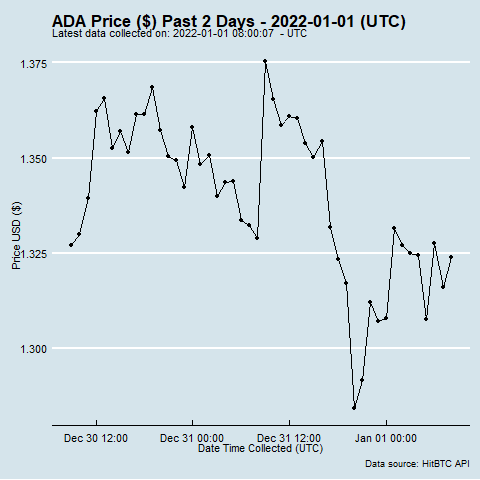 ADA Price ($) Past 2 Days - 2022-01-01 (UTC)
Latest data collected on: 2022-01-01 08:00:07 - UTC
1.375
1.350
1.325
1.300
Price USD ($)
Dec 30 12:00 Dec 31 00:00 Dec 31 12:00 Jan 01 00:00
Date Time Collected (UTC)
Data source: HitBTC API